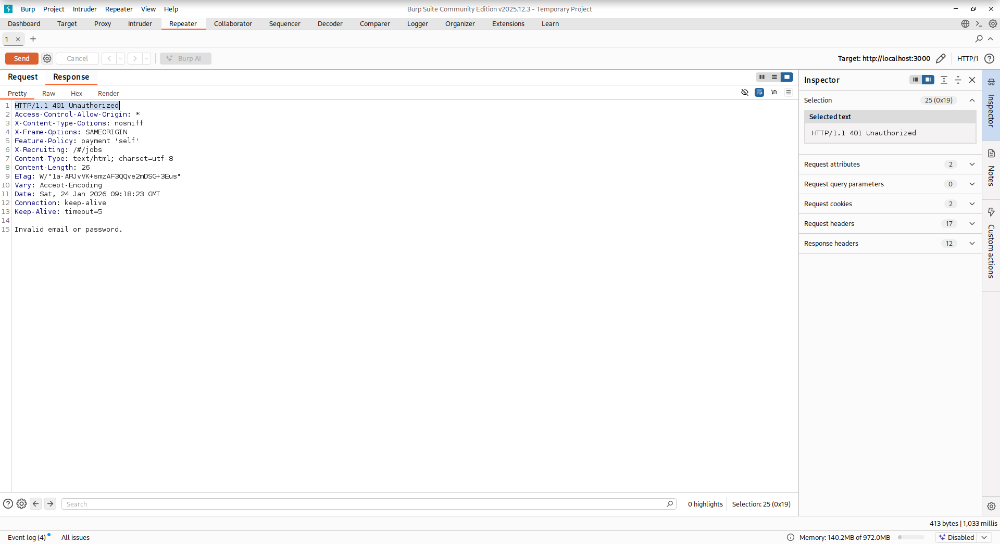 Burp Project Intruder Repeater View Help
Burp Suite Community Edition v2025.12.3 - Temporary Project
Dashboard Target Proxy Intruder Repeater Collaborator Sequencer Decoder Comparer Logger Organizer Extensions Learn
1
Send Cancel Burp AI
Target: http://localhost:3000 HTTP/1
Request Response
Pretty Raw Hex Render
\n
1 HTTP/1.1 401 Unauthorized
2 Access-Control-Allow-Origin: *
3 X-Content-Type-Options: nosniff
4 X-Frame-Options: SAMEORIGIN
5 Feature-Policy: payment 'self'
6 X-Recruiting: /#/jobs
7 Content-Type: text/html; charset=utf-8
8 Content-Length: 26
9 ETag: W/"1a-ARJvVK+smzAF3QQve2mDSG+3Eus"
10 Vary: Accept-Encoding
11 Date: Sat, 24 Jan 2026 09:18:23 GMT
12 Connection: keep-alive
13 Keep-Alive: timeout=5
14
15 Invalid email or password.
Inspector
Selection 25 (0x19)
Selected text
HTTP/1.1 401 Unauthorized
Request attributes 2
Request query parameters 0
Request cookies 2
Request headers 17
Response headers 12
Inspector
Notes
Custom actions
Search
0 highlights
Selection: 25 (0x19)
413 bytes | 1,033 millis
Event log (4) All issues
Memory: 140.2MB of 972.0MB
Disabled